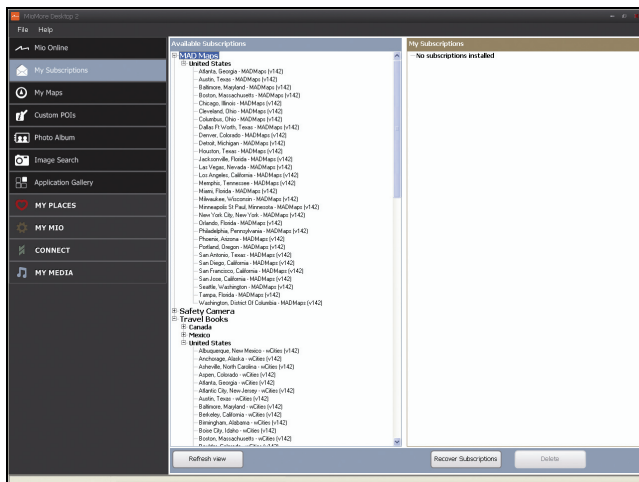 MioMore Desktop 2
File Help
Mio Online
My Subscriptions
My Maps
Custom POIs
Photo Album
Image Search
Application Gallery
MY PLACES
MY MIO
CONNECT
MY MEDIA
Available Subscriptions
MAD Maps
United States
Atlanta, Georgia - MADMaps (v142)
Austin, Texas - MADMaps (v142)
Baltimore, Maryland - MADMaps (v142)
Boston, Massachusetts - MADMaps (v142)
Chicago, Illinois - MADMaps (v142)
Cleveland, Ohio - MADMaps (v142)
Columbus, Ohio - MADMaps (v142)
Dallas Ft Worth, Texas - MADMaps (v142)
Denver, Colorado - MADMaps (v142)
Detroit, Michigan - MADMaps (v142)
Houston, Texas - MADMaps (v142)
Jacksonville, Florida - MADMaps (v142)
Las Vegas, Nevada - MADMaps (v142)
Los Angeles, California - MADMaps (v142)
Memphis, Tennessee - MADMaps (v142)
Miami, Florida - MADMaps (v142)
Milwaukee, Wisconsin - MADMaps (v142)
Minneapolis St Paul, Minnesota - MADMaps (v142)
New York City, New York - MADMaps (v142)
Orlando, Florida - MADMaps (v142)
Philadelphia, Pennsylvania - MADMaps (v142)
Phoenix, Arizona - MADMaps (v142)
Portland, Oregon - MADMaps (v142)
San Antonio, Texas - MADMaps (v142)
San Diego, California - MADMaps (v142)
San Francisco, California - MADMaps (v142)
San Jose, California - MADMaps (v142)
Seattle, Washington - MADMaps (v142)
Tampa, Florida - MADMaps (v142)
Washington, District Of Columbia - MADMaps (v142)
Safety Camera
Travel Books
Canada
Mexico
United States
Albuquerque, New Mexico - wCities (v142)
Anchorage, Alaska - wCities (v142)
Asheville, North Carolina - wCities (v142)
Aspen, Colorado - wCities (v142)
Atlanta, Georgia - wCities (v142)
Atlantic City, New Jersey - wCities (v142)
Austin, Texas - wCities (v142)
Baltimore, Maryland - wCities (v142)
Berkeley, California - wCities (v142)
Birmingham, Alabama - wCities (v142)
Boise City, Idaho - wCities (v142)
Boston, Massachusetts - wCities (v142)
Boulder, Colorado - wCities (v142)
My Subscriptions
No subscriptions installed
Refresh view
Recover Subscriptions
Delete